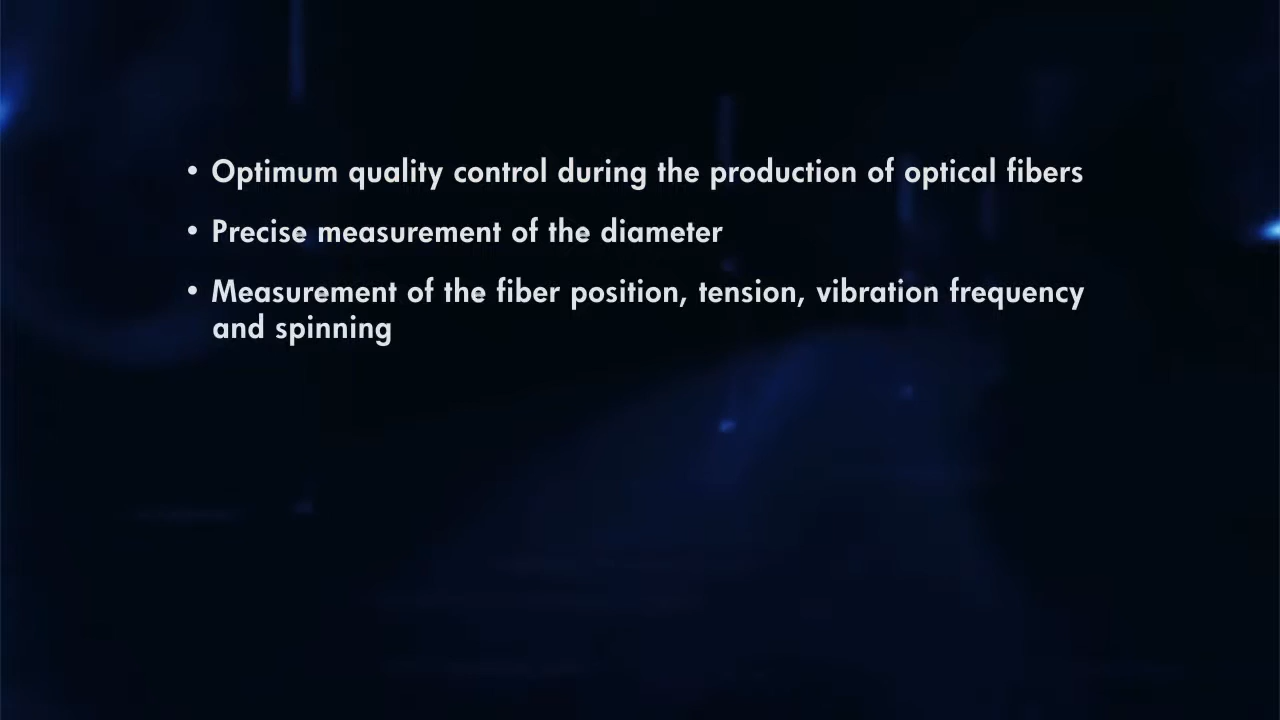 • Optimum quality control during the production of optical fibers
• Precise measurement of the diameter
• Measurement of the fiber position, tension, vibration frequency
and spinning